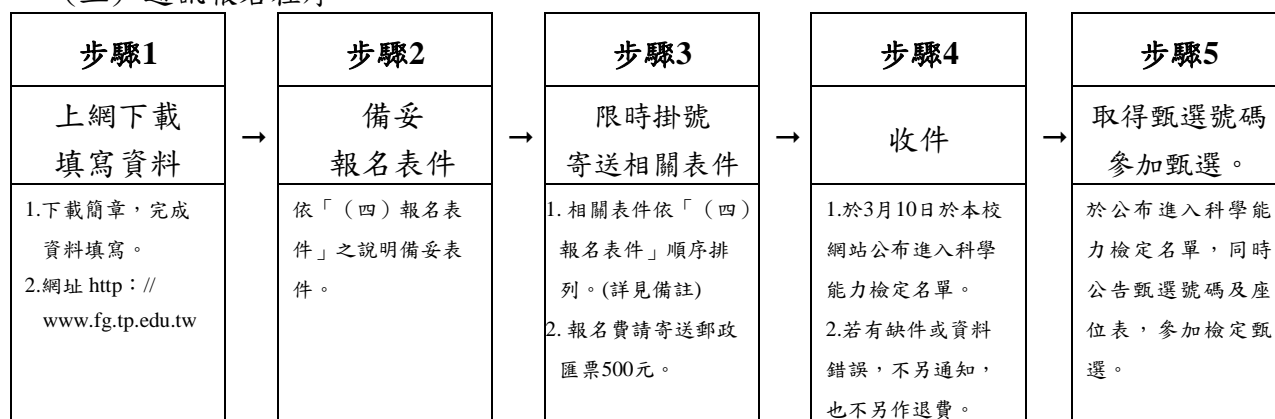 通訊報名程序
步驟1
上網下載
填寫資料
1.下載簡章，完成
資料填寫。
2.網址 http：//
www.fg.tp.edu.tw
→
步驟2
備妥
報名表件
依「（四）報名表
件」之說明備妥表
件。
→
步驟3
限時掛號
寄送相關表件
1. 相關表件依「（四）
報名表件」順序排
列。(詳見備註)
2. 報名費請寄送郵政
匯票500元。
→
步驟4
收件
1.於3月10日於本校
網站公布進入科學
能力檢定名單。
2.若有缺件或資料
錯誤，不另通知，
也不另作退費。
→
步驟5
取得甄選號碼
參加甄選。
於公布進入科學能
力檢定名單，同時
公告甄選號碼及座
位表，參加檢定甄
選。